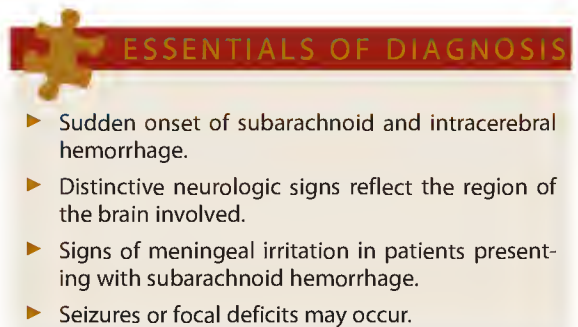 ESSENTIALS OF DIAGNOSIS
► Sudden onset of subarachnoid and intracerebral
hemorrhage.
► Distinctive neurologic signs reflect the region of
the brain involved.
► Signs of meningeal irritation in patients present-
ing with subarachnoid hemorrhage.
► Seizures or focal deficits may occur.